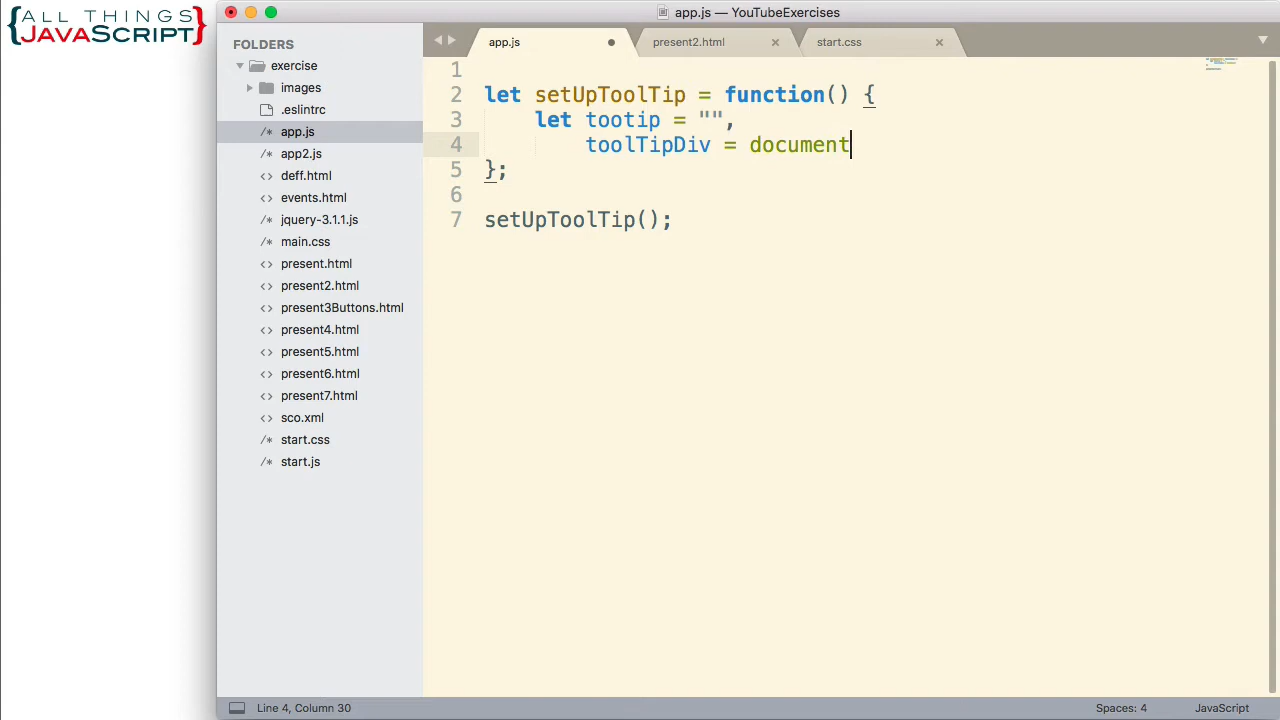 ALL THINGS
JAVASCRIPT
app.js — YouTubeExercises
FOLDERS
exercise
images
.eslintrc
/* app.js
/* app2.js
<> deff.html
<> events.html
/* jquery-3.1.1.js
/* main.css
<> present.html
<> present2.html
<> present3Buttons.html
<> present4.html
<> present5.html
<> present6.html
<> present7.html
<> sco.xml
/* start.css
/* start.js
app.js
present2.html
start.css
1
2 let setUpToolTip = function() {
3 let tootip = "",
4 toolTipDiv = document
5 };
6
7 setUpToolTip();
Line 4, Column 30
Spaces: 4
JavaScript